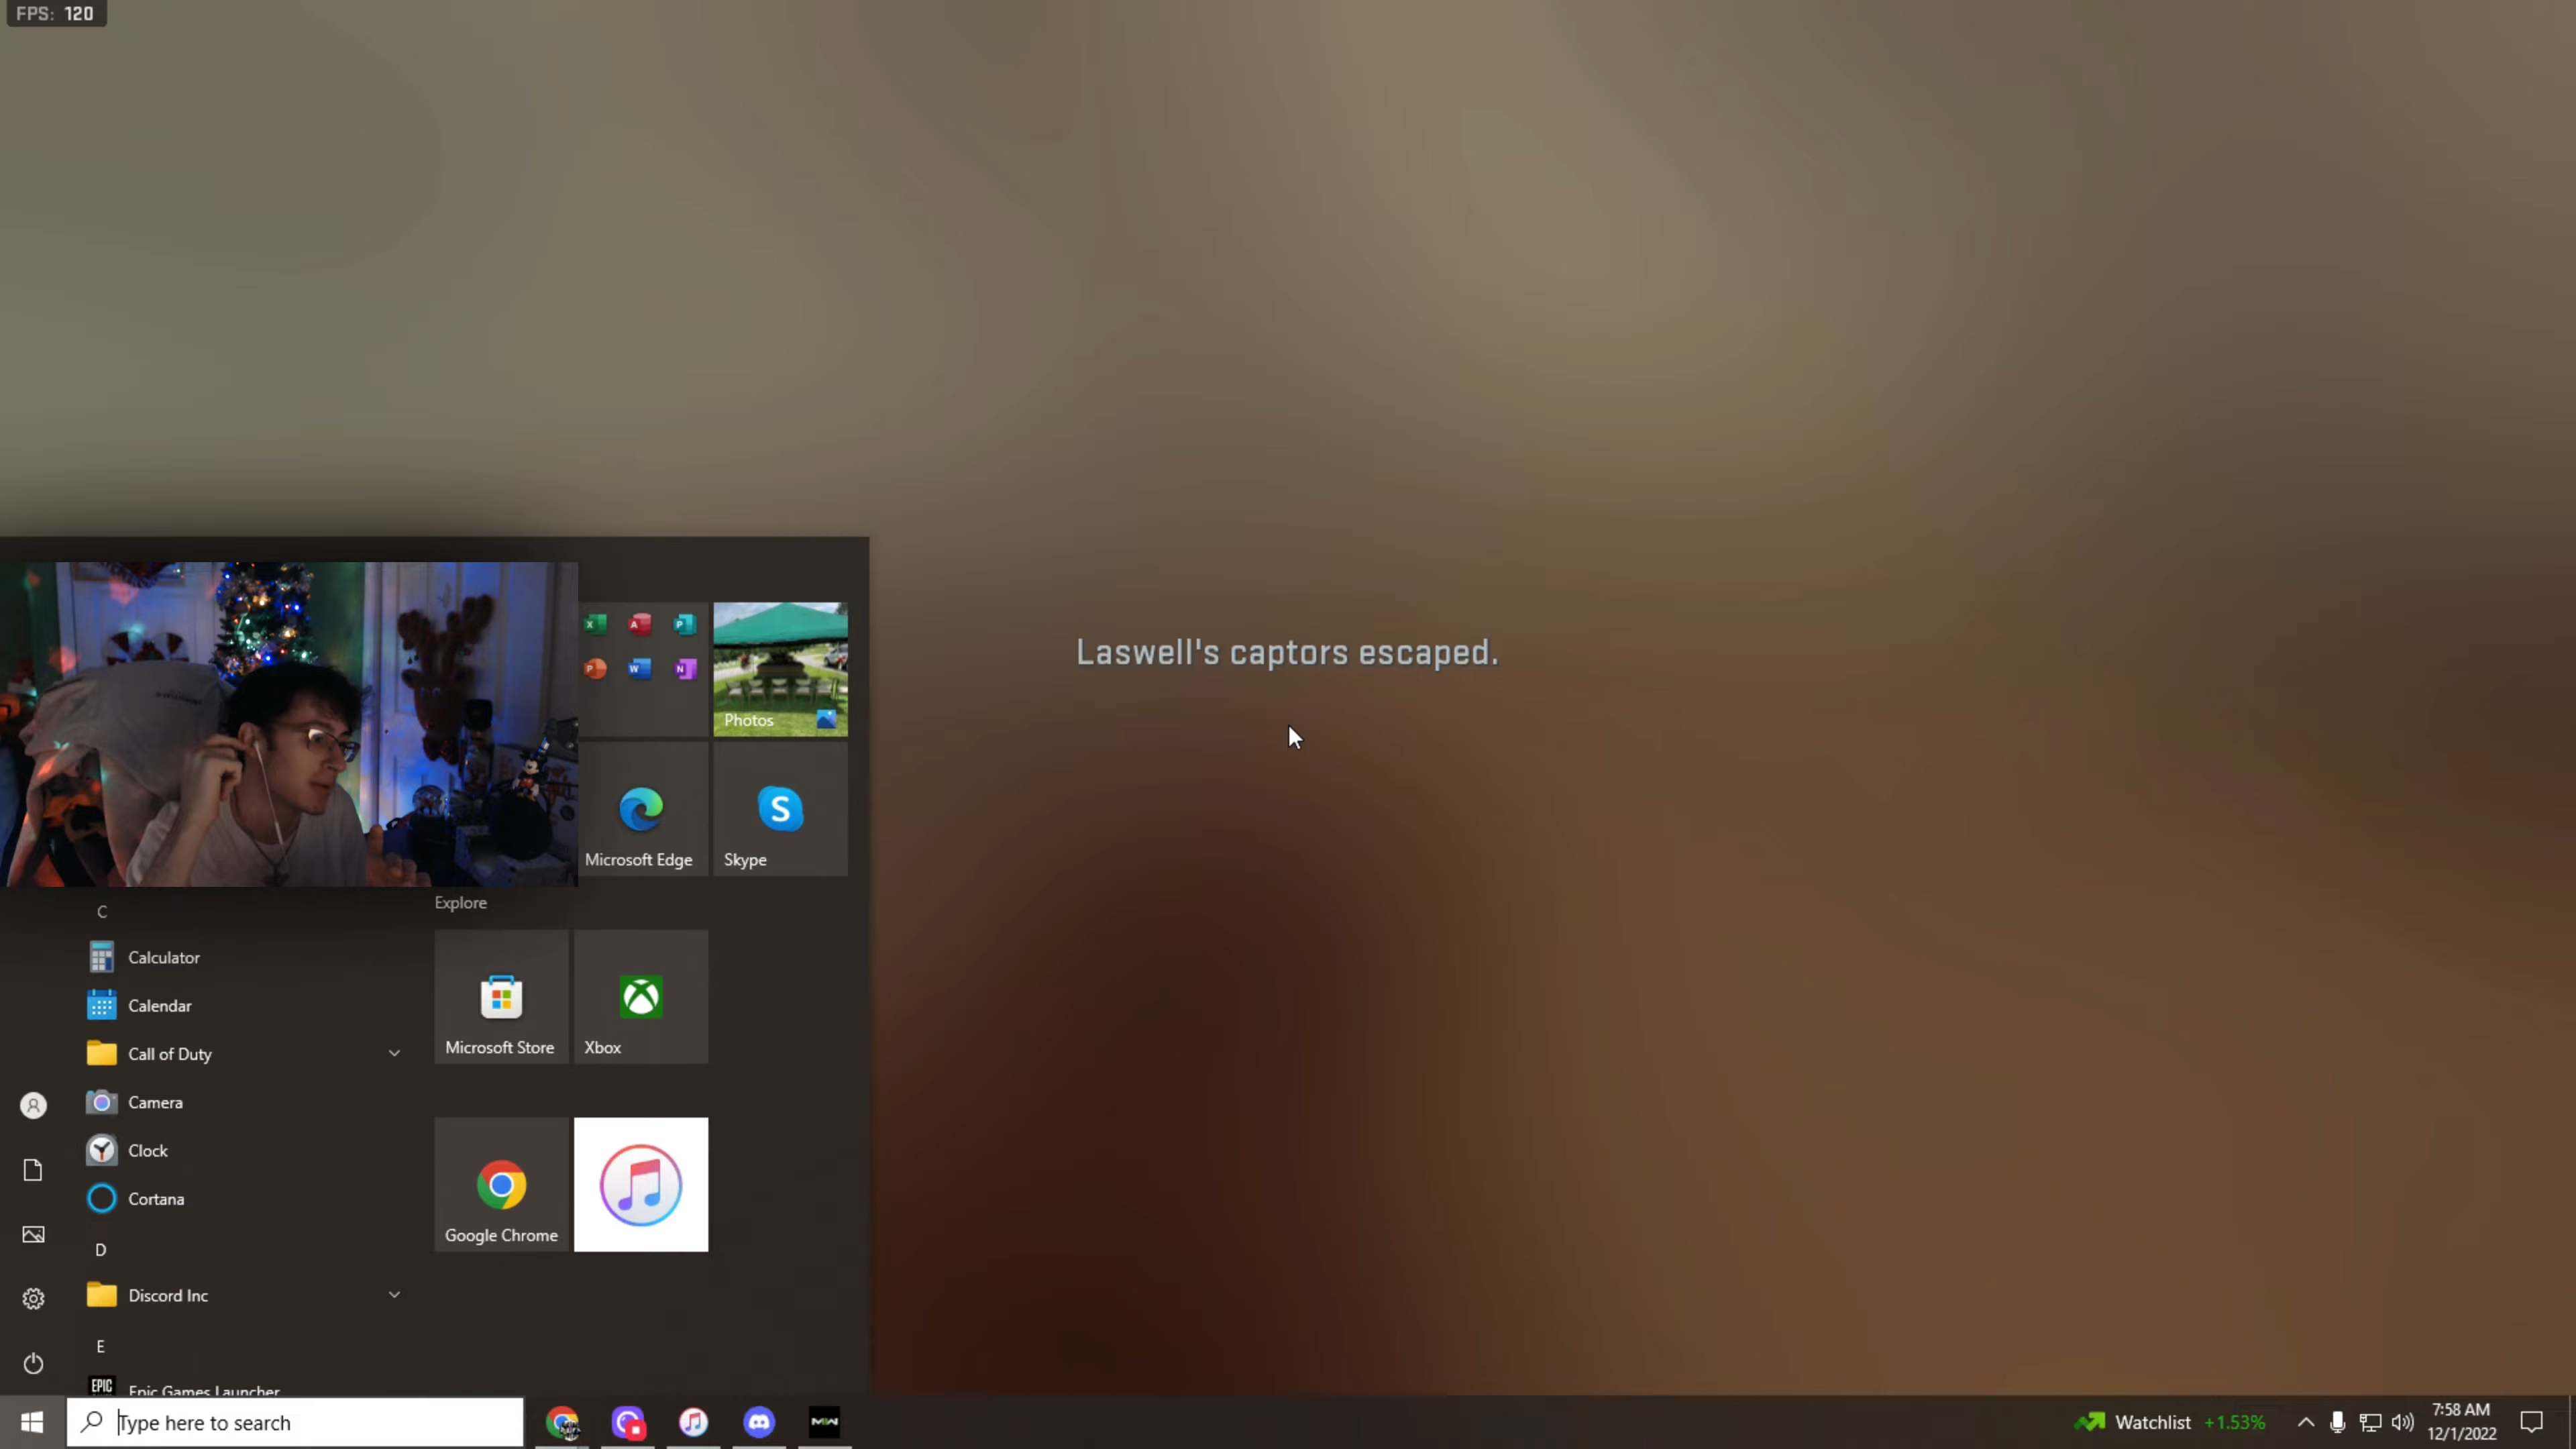 FPS: 120
Laswell's captors escaped.
X A P
P W N
Photos
Microsoft Edge
S
Skype
Explore
C
Calculator
Calendar
Call of Duty
Camera
Clock
Cortana
Microsoft Store
Xbox
Google Chrome
D
Discord Inc
E
EPIC
Epic Games Launcher
Type here to search
MW
Watchlist +1.53%
7:58 AM
12/1/2022